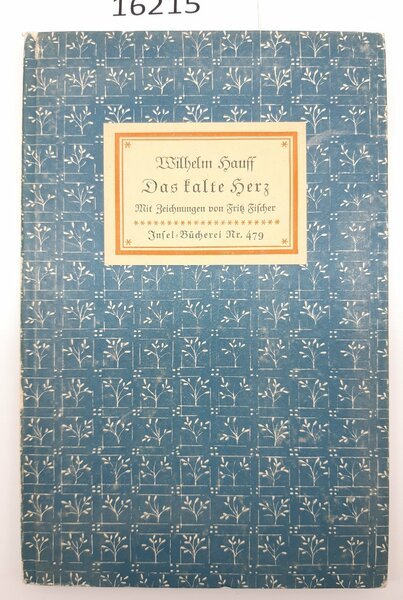 16215
Wilhelm Hauff
Das kalte Herz
Mit Zeichnungen von Fritz Fischer
Insel-Bücherei Nr. 479